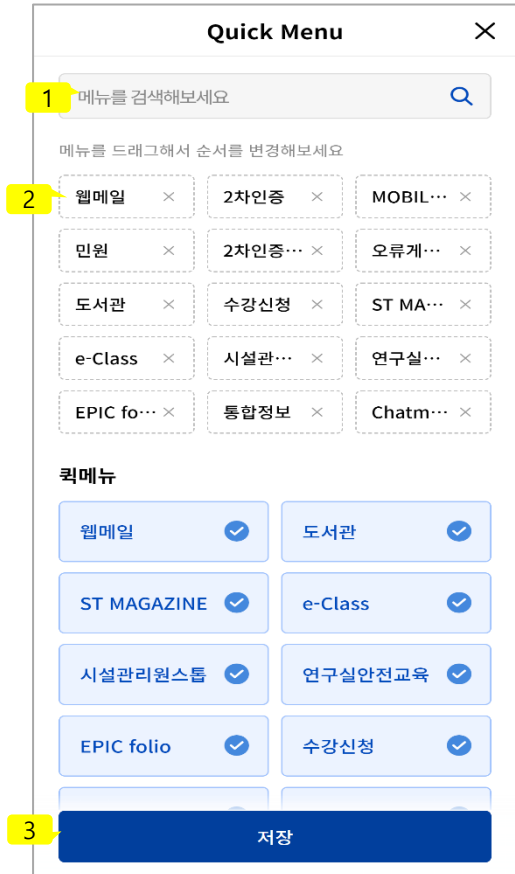 Quick Menu
1 메뉴를 검색해보세요
메뉴를 드래그해서 순서를 변경해보세요
2 웹메일 2차인증 MOBIL···
민원 2차인증··· 오류게···
도서관 수강신청 ST MA···
e-Class 시설관··· 연구실···
EPIC fo··· 통합정보 Chatm···
퀵메뉴
웹메일 도서관
ST MAGAZINE e-Class
시설관리원스톱 연구실안전교육
EPIC folio 수강신청
3 저장